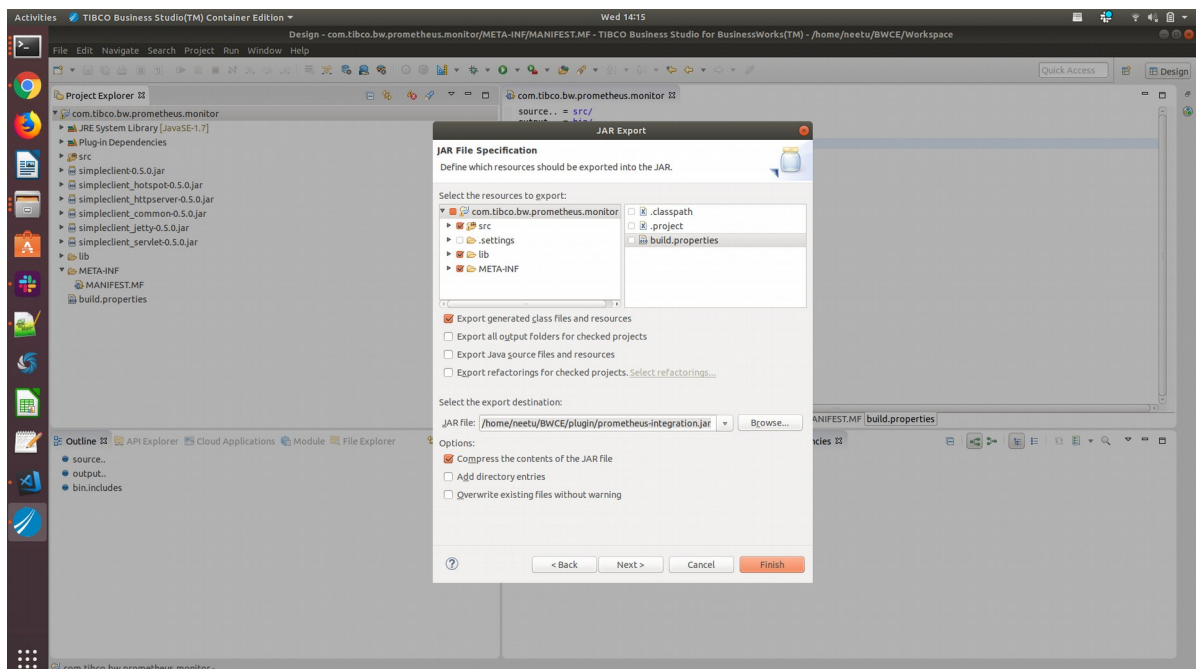 Activities TIBCO Business Studio(TM) Container Edition Wed 14:15
Design - com.tibco.bw.prometheus.monitor/META-INF/MANIFEST.MF - TIBCO Business Studio for BusinessWorks(TM) - /home/neetu/BWCE/Workspace
File Edit Navigate Search Project Run Window Help
Quick Access Design
Project Explorer
com.tibco.bw.prometheus.monitor
JRE System Library [JavaSE-1.7]
Plug-in Dependencies
src
simpleclient-0.5.0.jar
simpleclient_hotspot-0.5.0.jar
simpleclient_httpserver-0.5.0.jar
simpleclient_common-0.5.0.jar
simpleclient_jetty-0.5.0.jar
simpleclient_servlet-0.5.0.jar
lib
META-INF
MANIFEST.MF
build.properties
com.tibco.bw.prometheus.monitor
source.. = src/
JAR Export
JAR File Specification
Define which resources should be exported into the JAR.
Select the resources to export:
com.tibco.bw.prometheus.monitor
src
.settings
lib
META-INF
.classpath
.project
build.properties
Export generated class files and resources
Export all output folders for checked projects
Export Java source files and resources
Export refactorings for checked projects. Select refactorings...
Select the export destination:
JAR file: /home/neetu/BWCE/plugin/prometheus-integration.jar Browse...
Options:
Compress the contents of the JAR file
Add directory entries
Overwrite existing files without warning
< Back Next > Cancel Finish
ANIFEST.MF build.properties
Outline API Explorer Cloud Applications Module File Explorer
ncies
source..
output..
bin.includes
com.tibco.bw.prometheus.monitor